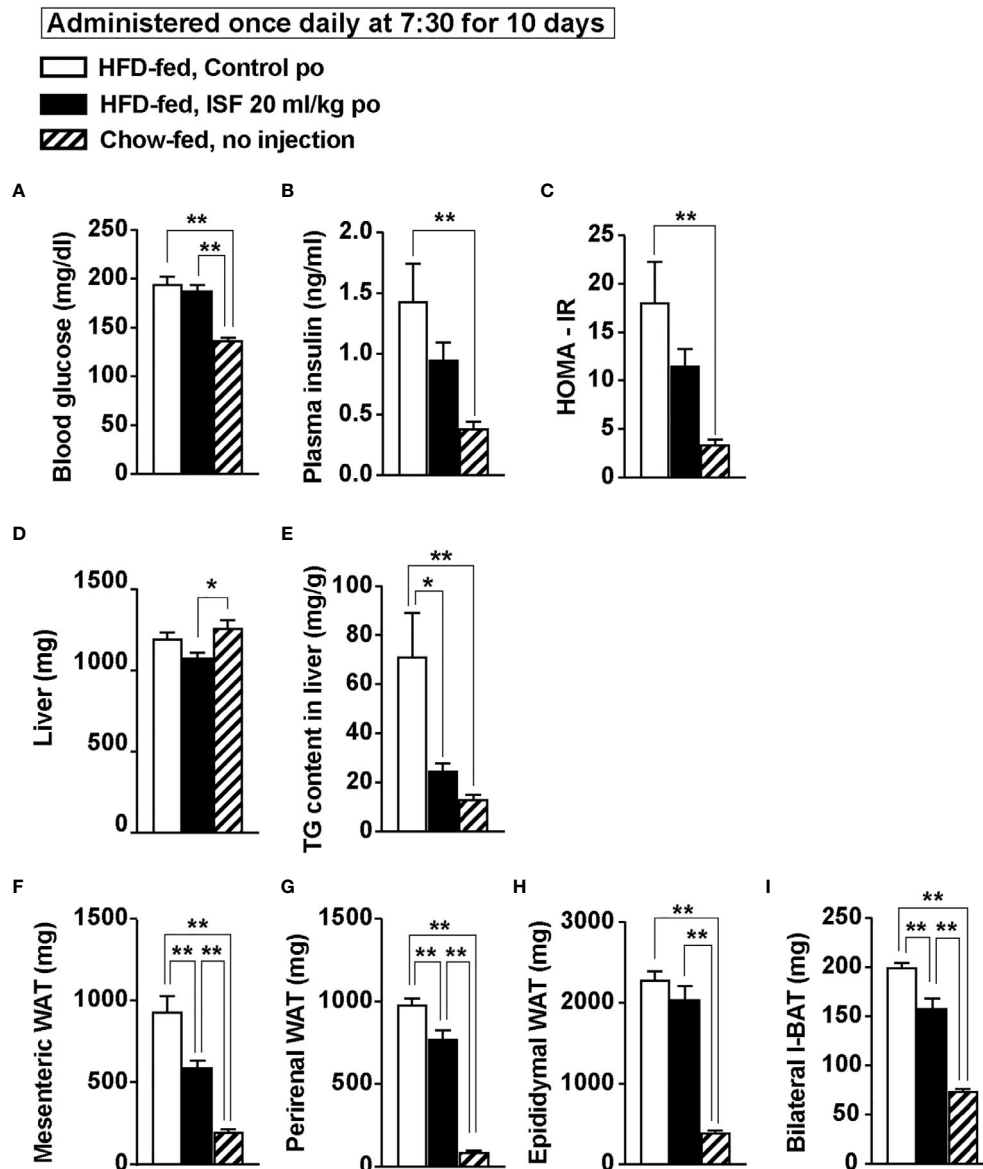 Administered once daily at 7:30 for 10 days
HFD-fed, Control po
HFD-fed, ISF 20 ml/kg po
Chow-fed, no injection
A
Blood glucose (mg/dl)
250
200
150
100
50
0
**
**
B
Plasma insulin (ng/ml)
2.0
1.5
1.0
0.5
0.0
**
C
HOMA - IR
25
20
15
10
5
0
**
D
Liver (mg)
1500
1000
500
0
*
E
TG content in liver (mg/g)
100
80
60
40
20
0
**
*
F
Mesenteric WAT (mg)
1500
1000
500
0
**
** **
G
Perirenal WAT (mg)
1500
1000
500
0
**
** **
H
Epididymal WAT (mg)
3000
2000
1000
0
**
**
I
Bilateral I-BAT (mg)
250
200
150
100
50
0
**
** **